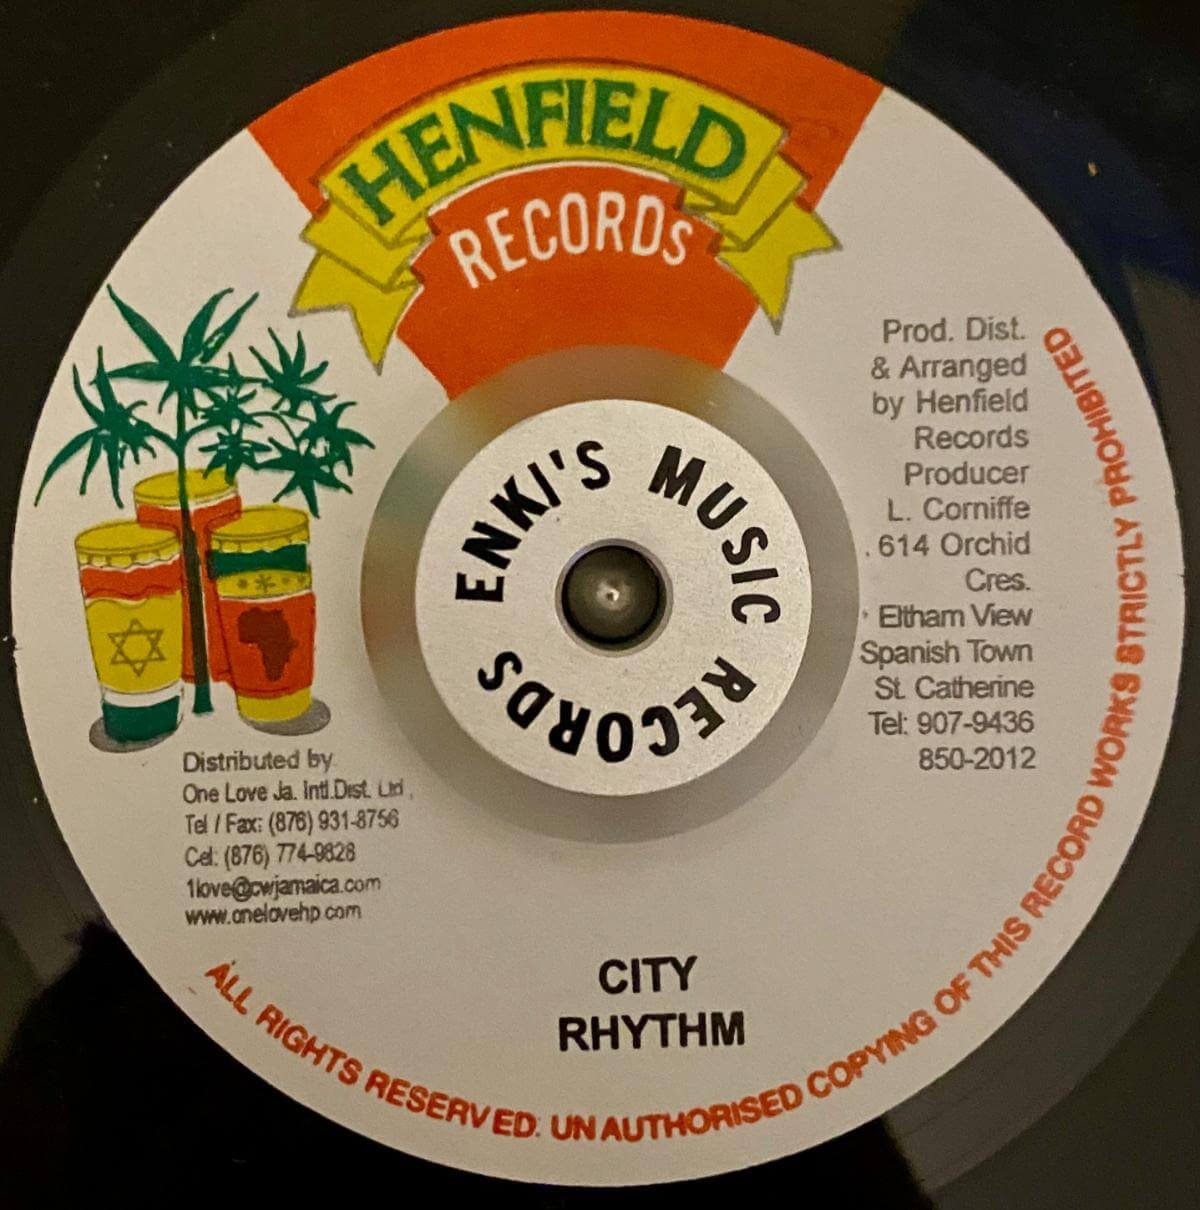 HENFIELD
RECORDS
Prod. Dist.
& Arranged
by Henfield
Records
Producer
L. Corniffe
614 Orchid
Cres.
Eltham View
Spanish Town
St. Catherine
Tel: 907-9436
850-2012
ENKI'S MUSIC RECORDS
Distributed by
One Love Ja. Intl.Dist. Ltd.
Tel / Fax: (876) 931-8756
Cel: (876) 774-9828
1love@cwjamaica.com
www.onelovehp.com
CITY
RHYTHM
ALL RIGHTS RESERVED. UNAUTHORISED COPYING OF THIS RECORD WORKS STRICTLY PROHIBITED